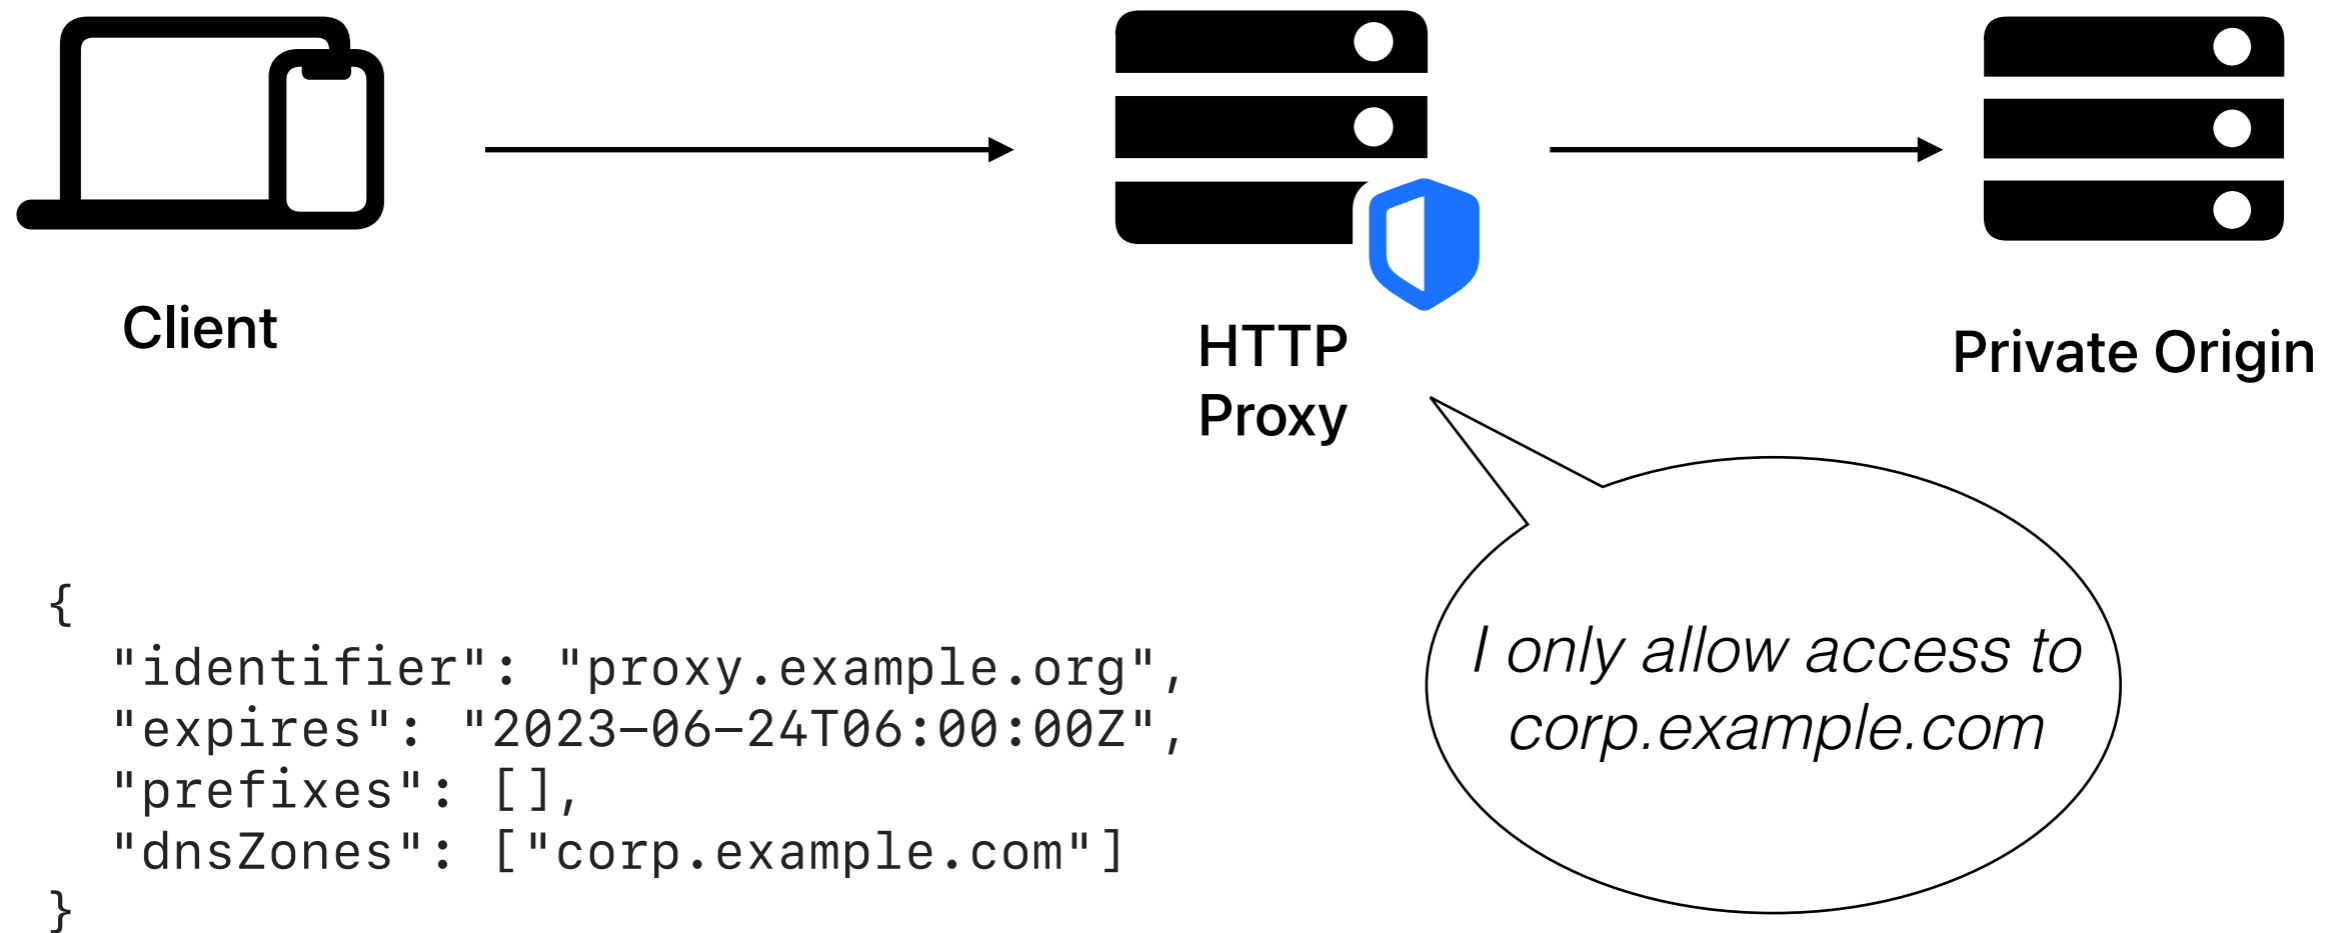 Client
HTTP
Proxy
Private Origin
{
  "identifier": "proxy.example.org",
  "expires": "2023-06-24T06:00:00Z",
  "prefixes": [],
  "dnsZones": ["corp.example.com"]
}
I only allow access to
corp.example.com